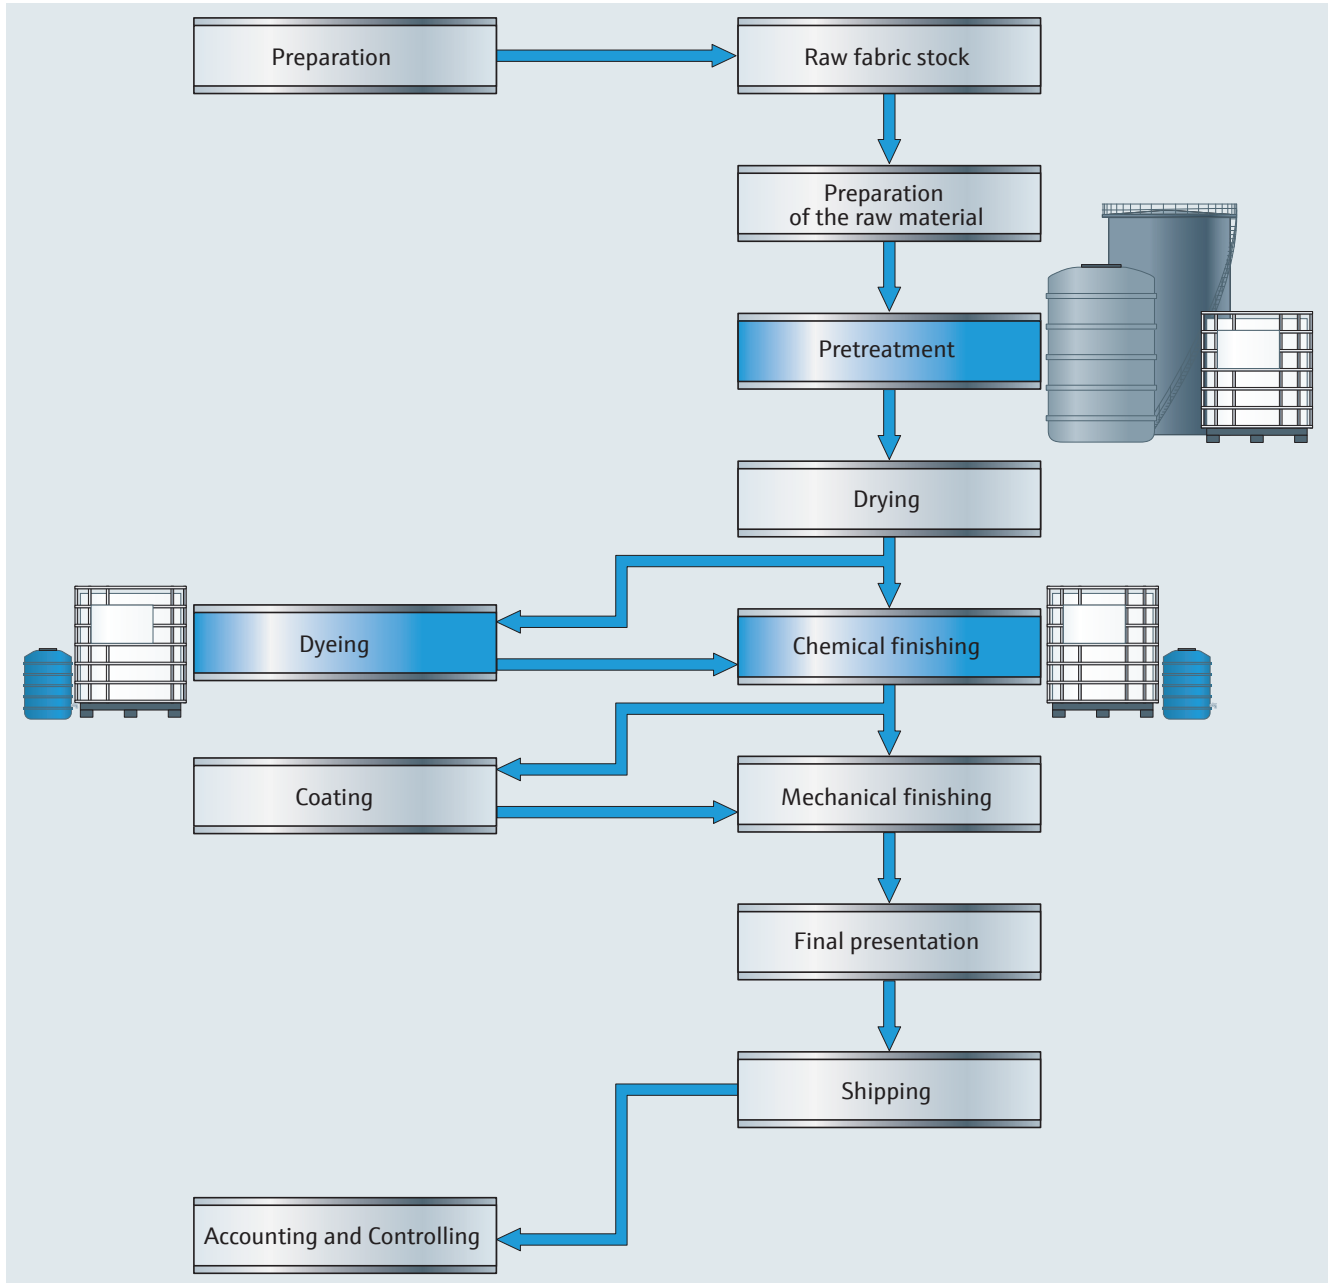 Preparation
Raw fabric stock
Preparation
of the raw material
Pretreatment
Drying
Dyeing
Chemical finishing
Coating
Mechanical finishing
Final presentation
Shipping
Accounting and Controlling